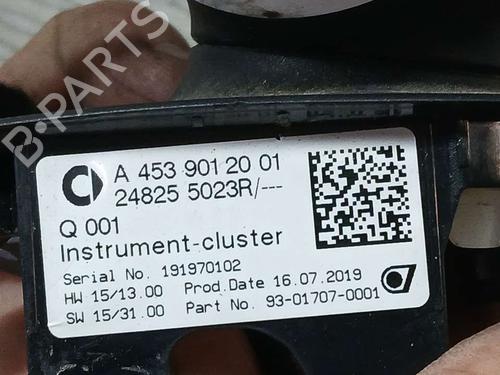 B-PARTS
A 453 901 20 01
24825 5023R/---
Q 001
Instrument-cluster
Serial No. 191970102
HW 15/13.00 Prod.Date 16.07.2019
SW 15/31.00 Part No. 93-01707-0001